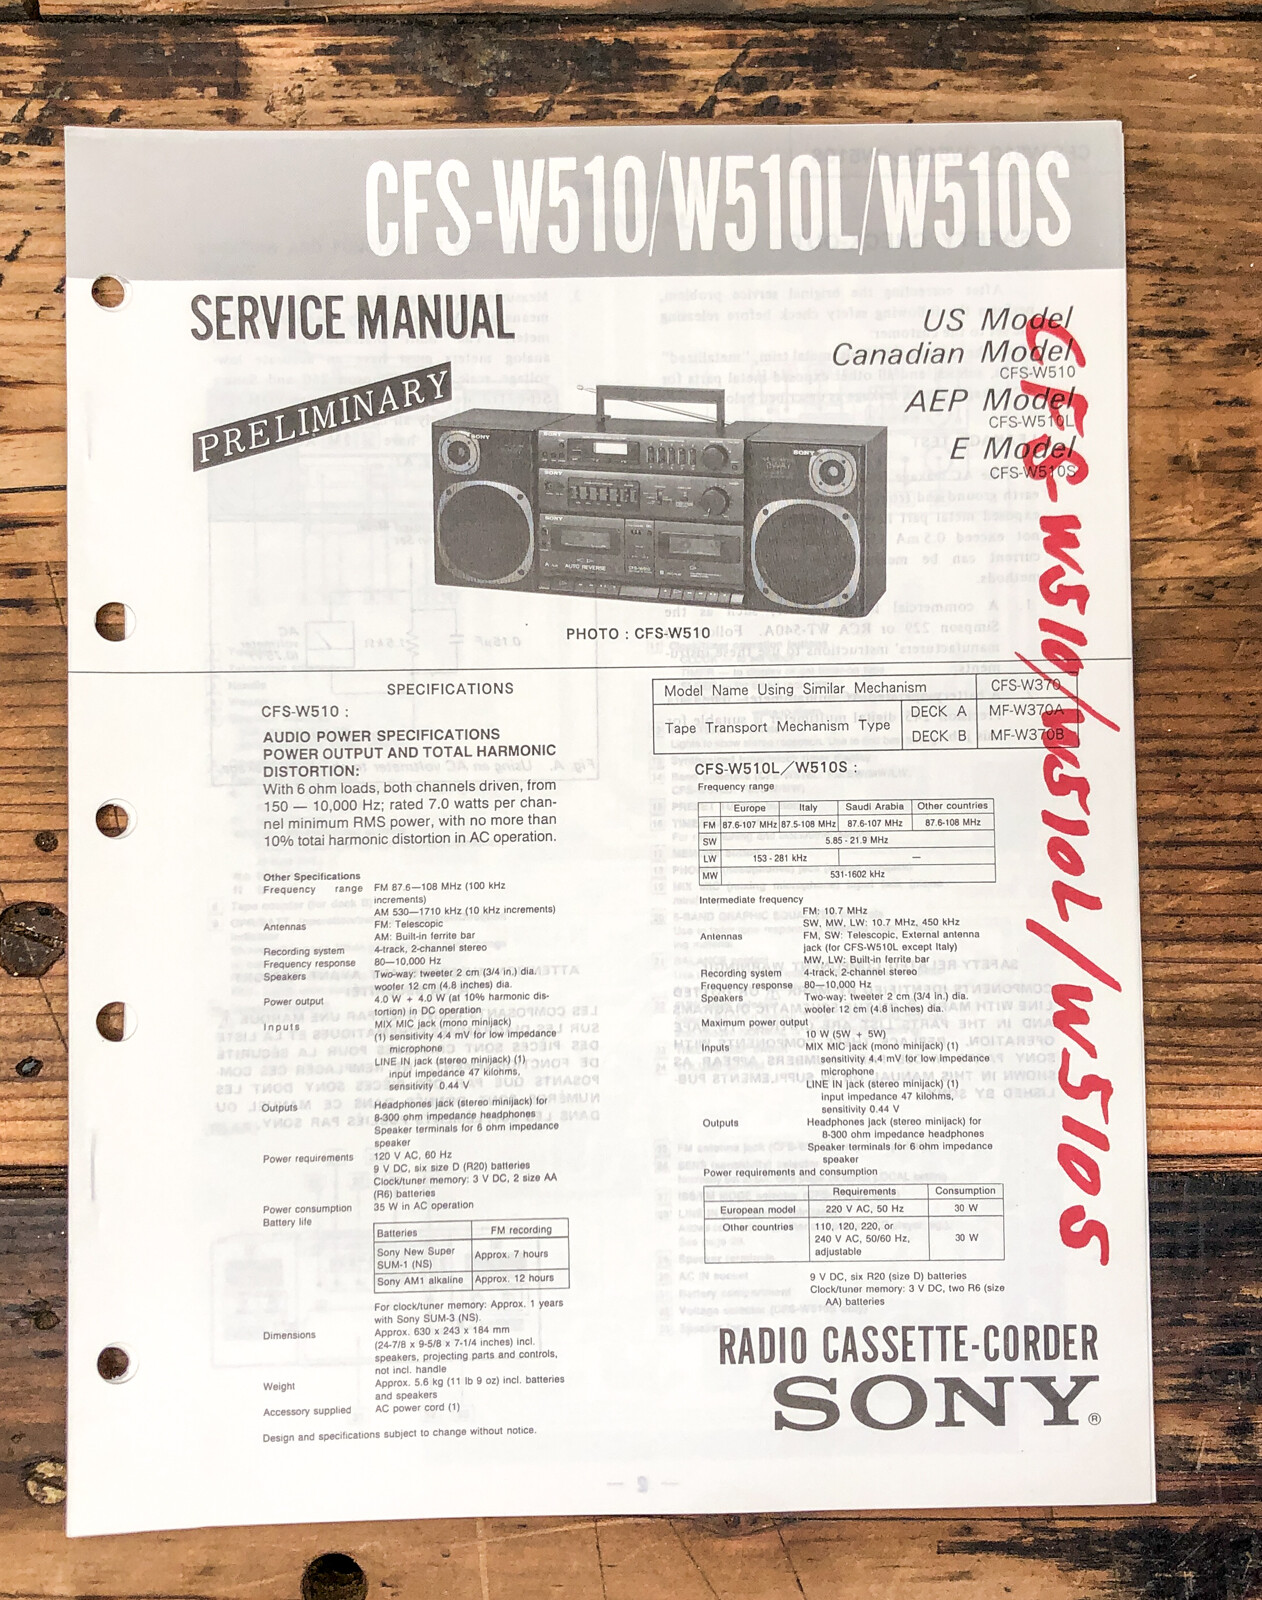 CFS-W510/W510L/W510S
SERVICE MANUAL
PRELIMINARY
US Model
Canadian Model
CFS-W510
AEP Model
CFS-W510L
E Model
CFS-W510S
SONY
SONY
SONY
SONY
SONY
AUTO REVERSE
PHOTO : CFS-W510
CFS-W510/W510L/W510S
SPECIFICATIONS
CFS-W510 :
AUDIO POWER SPECIFICATIONS
POWER OUTPUT AND TOTAL HARMONIC
DISTORTION:
With 6 ohm loads, both channels driven, from
150 — 10,000 Hz; rated 7.0 watts per chan-
nel minimum RMS power, with no more than
10% total harmonic distortion in AC operation.
Other Specifications
Frequency range FM 87.6—108 MHz (100 kHz
increments)
AM 530—1710 kHz (10 kHz increments)
Antennas FM: Telescopic
AM: Built-in ferrite bar
Recording system 4-track, 2-channel stereo
Frequency response 80—10,000 Hz
Speakers Two-way: tweeter 2 cm (3/4 in.) dia.
woofer 12 cm (4.8 inches) dia.
Power output 4.0 W + 4.0 W (at 10% harmonic dis-
tortion) in DC operation
Inputs MIX MIC jack (mono minijack)
(1) sensitivity 4.4 mV for low impedance
microphone
LINE IN jack (stereo minijack) (1)
input impedance 47 kilohms,
sensitivity 0.44 V
Outputs Headphones jack (stereo minijack) for
8-300 ohm impedance headphones
Speaker terminals for 6 ohm impedance
speaker
Power requirements 120 V AC, 60 Hz
9 V DC, six size D (R20) batteries
Clock/tuner memory: 3 V DC, 2 size AA
(R6) batteries
Power consumption 35 W in AC operation
Battery life
Batteries FM recording
Sony New Super
SUM-1 (NS) Approx. 7 hours
Sony AM1 alkaline Approx. 12 hours
For clock/tuner memory: Approx. 1 years
with Sony SUM-3 (NS).
Dimensions Approx. 630 x 243 x 184 mm
(24-7/8 x 9-5/8 x 7-1/4 inches) incl.
speakers, projecting parts and controls,
not incl. handle
Weight Approx. 5.6 kg (11 lb 9 oz) incl. batteries
and speakers
Accessory supplied AC power cord (1)
Design and specifications subject to change without notice.
Model Name Using Similar Mechanism CFS-W370
Tape Transport Mechanism Type DECK A MF-W370A
DECK B MF-W370B
CFS-W510L/W510S :
Frequency range
Europe Italy Saudi Arabia Other countries
FM 87.6-107 MHz 87.5-108 MHz 87.6-107 MHz 87.6-108 MHz
SW 5.85 - 21.9 MHz
LW 153 - 281 kHz —
MW 531-1602 kHz
Intermediate frequency
FM: 10.7 MHz
SW, MW, LW: 10.7 MHz, 450 kHz
Antennas FM, SW: Telescopic, External antenna
jack (for CFS-W510L except Italy)
MW, LW: Built-in ferrite bar
Recording system 4-track, 2-channel stereo
Frequency response 80—10,000 Hz
Speakers Two-way: tweeter 2 cm (3/4 in.) dia.
woofer 12 cm (4.8 inches) dia.
Maximum power output
10 W (5W + 5W)
Inputs MIX MIC jack (mono minijack) (1)
sensitivity 4.4 mV for low impedance
microphone
LINE IN jack (stereo minijack) (1)
input impedance 47 kilohms,
sensitivity 0.44 V
Outputs Headphones jack (stereo minijack) for
8-300 ohm impedance headphones
Speaker terminals for 6 ohm impedance
speaker
Power requirements and consumption
Requirements Consumption
European model 220 V AC, 50 Hz 30 W
Other countries 110, 120, 220, or
240 V AC, 50/60 Hz, 30 W
adjustable
9 V DC, six R20 (size D) batteries
Clock/tuner memory: 3 V DC, two R6 (size
AA) batteries
RADIO CASSETTE-CORDER
SONY®